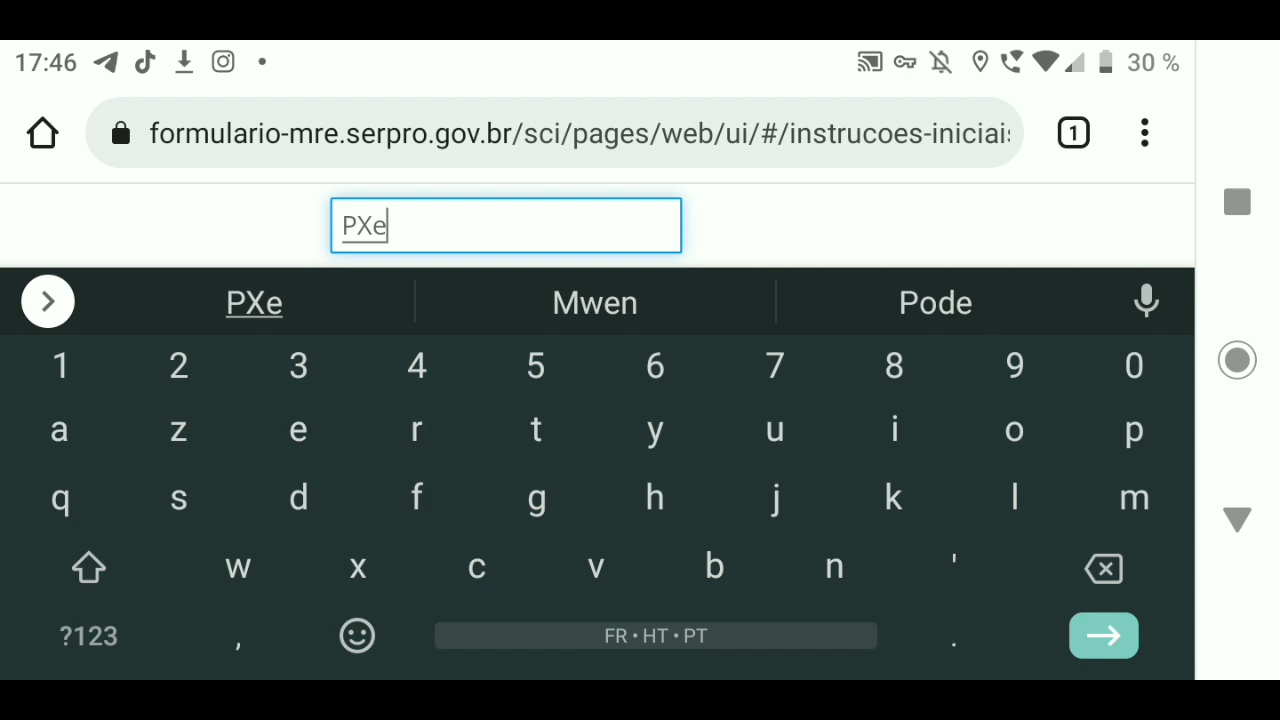 17:46 30 %
formulario-mre.serpro.gov.br/sci/pages/web/ui/#/instrucoes-iniciais
1
PXe
PXe Mwen Pode
1 2 3 4 5 6 7 8 9 0
a z e r t y u i o p
q s d f g h j k l m
w x c v b n '
?123 , FR • HT • PT .